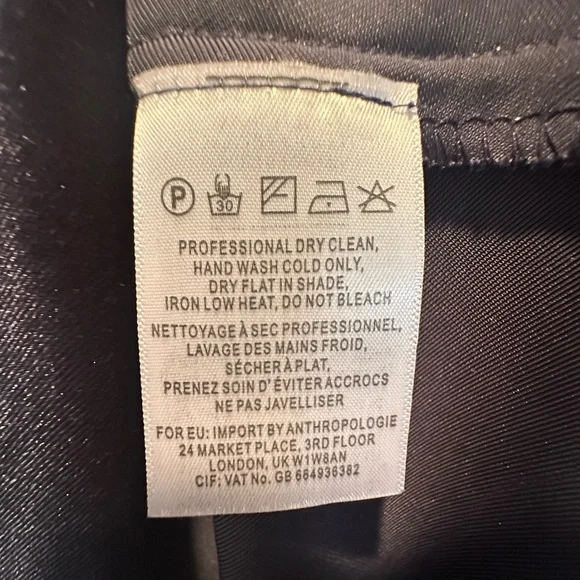 P 30
PROFESSIONAL DRY CLEAN,
HAND WASH COLD ONLY,
DRY FLAT IN SHADE,
IRON LOW HEAT, DO NOT BLEACH
NETTOYAGE À SEC PROFESSIONNEL,
LAVAGE DES MAINS FROID,
SÉCHER À PLAT,
PRENEZ SOIN D'ÉVITER ACCROCS
NE PAS JAVELLISER
FOR EU: IMPORT BY ANTHROPOLOGIE
24 MARKET PLACE, 3RD FLOOR
LONDON, UK W1W8AN
CIF: VAT No. GB 664936382